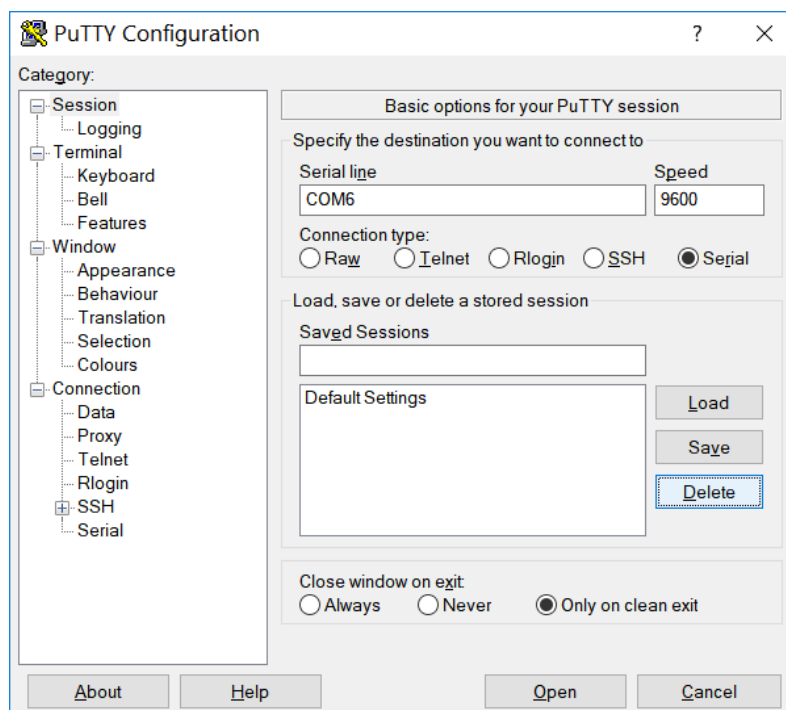 PuTTY Configuration
?
Category:
Session
Logging
Terminal
Keyboard
Bell
Features
Window
Appearance
Behaviour
Translation
Selection
Colours
Connection
Data
Proxy
Telnet
Rlogin
SSH
Serial
Basic options for your PuTTY session
Specify the destination you want to connect to
Serial line Speed
COM6 9600
Connection type:
Raw Telnet Rlogin SSH Serial
Load, save or delete a stored session
Saved Sessions
Default Settings
Load
Save
Delete
Close window on exit:
Always Never Only on clean exit
About Help Open Cancel